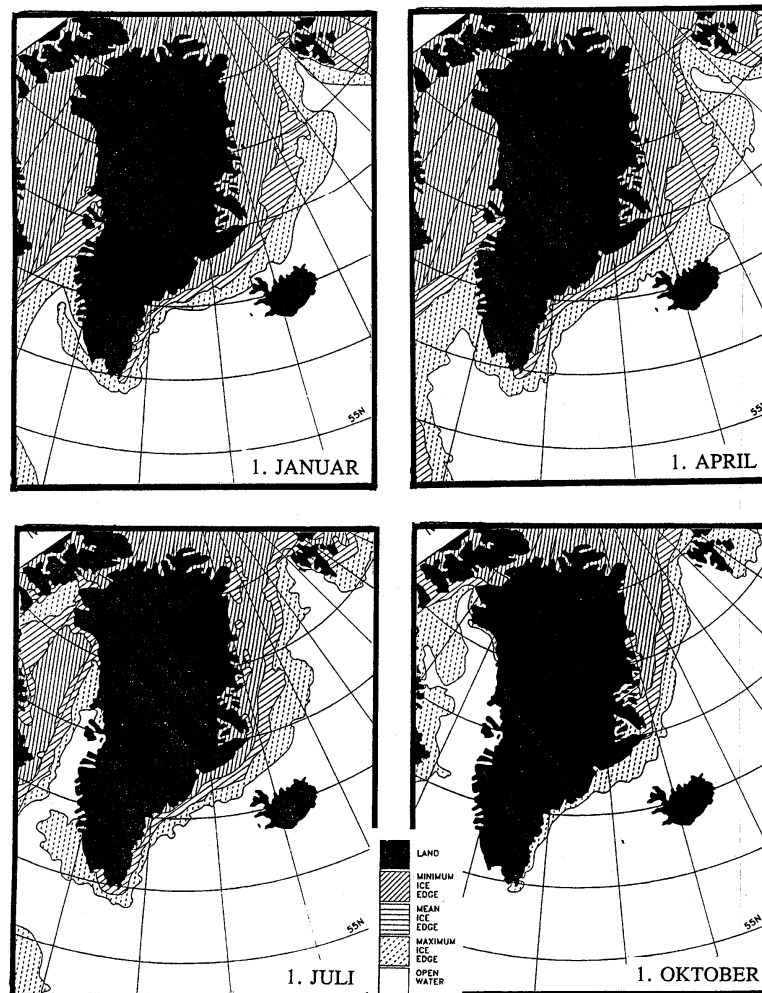 55N
1. JANUAR
55N
1. APRIL
55N
1. JULI
LAND
MINIMUM
ICE
EDGE
MEAN
ICE
EDGE
MAXIMUM
ICE
EDGE
OPEN
WATER
55N
1. OKTOBER